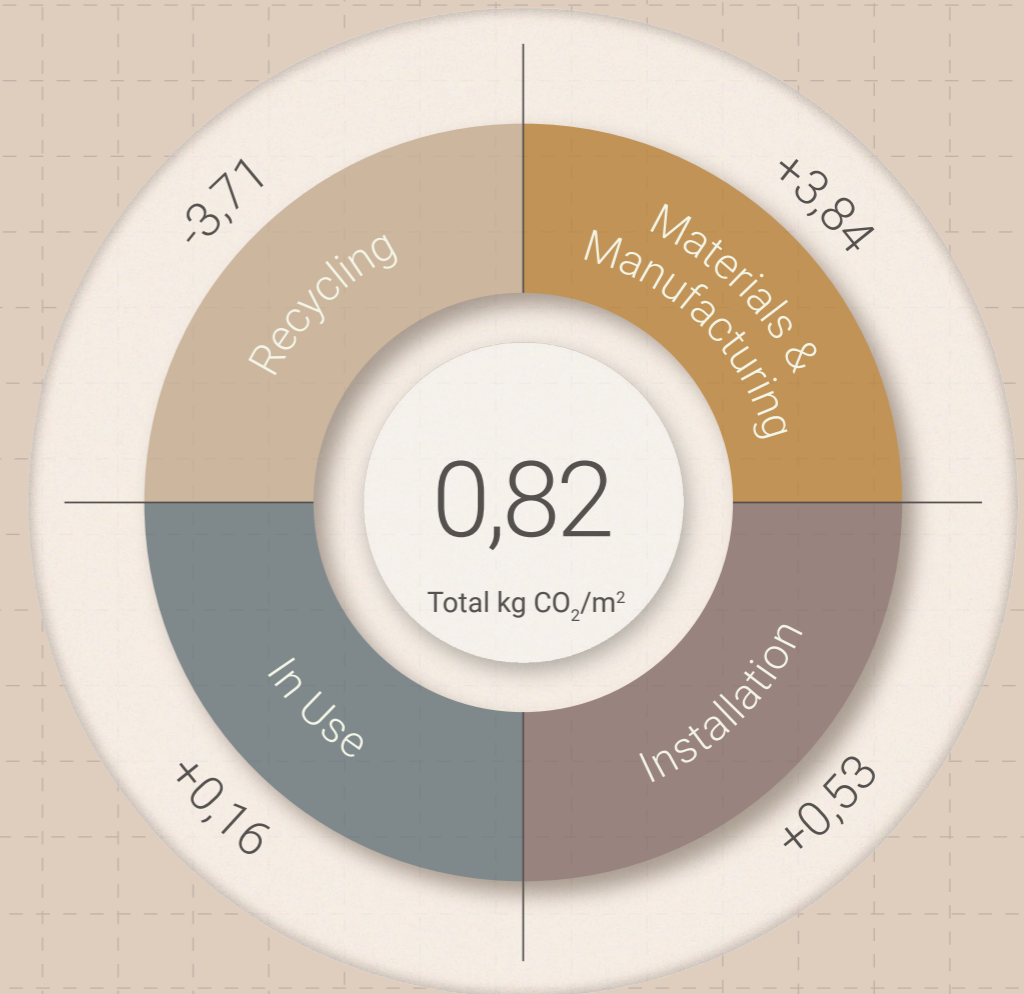 -3,71
+3,84
Recycling
Materials &
Manufacturing
0,82
Total kg CO₂/m²
In Use
Installation
+0,16
+0,53